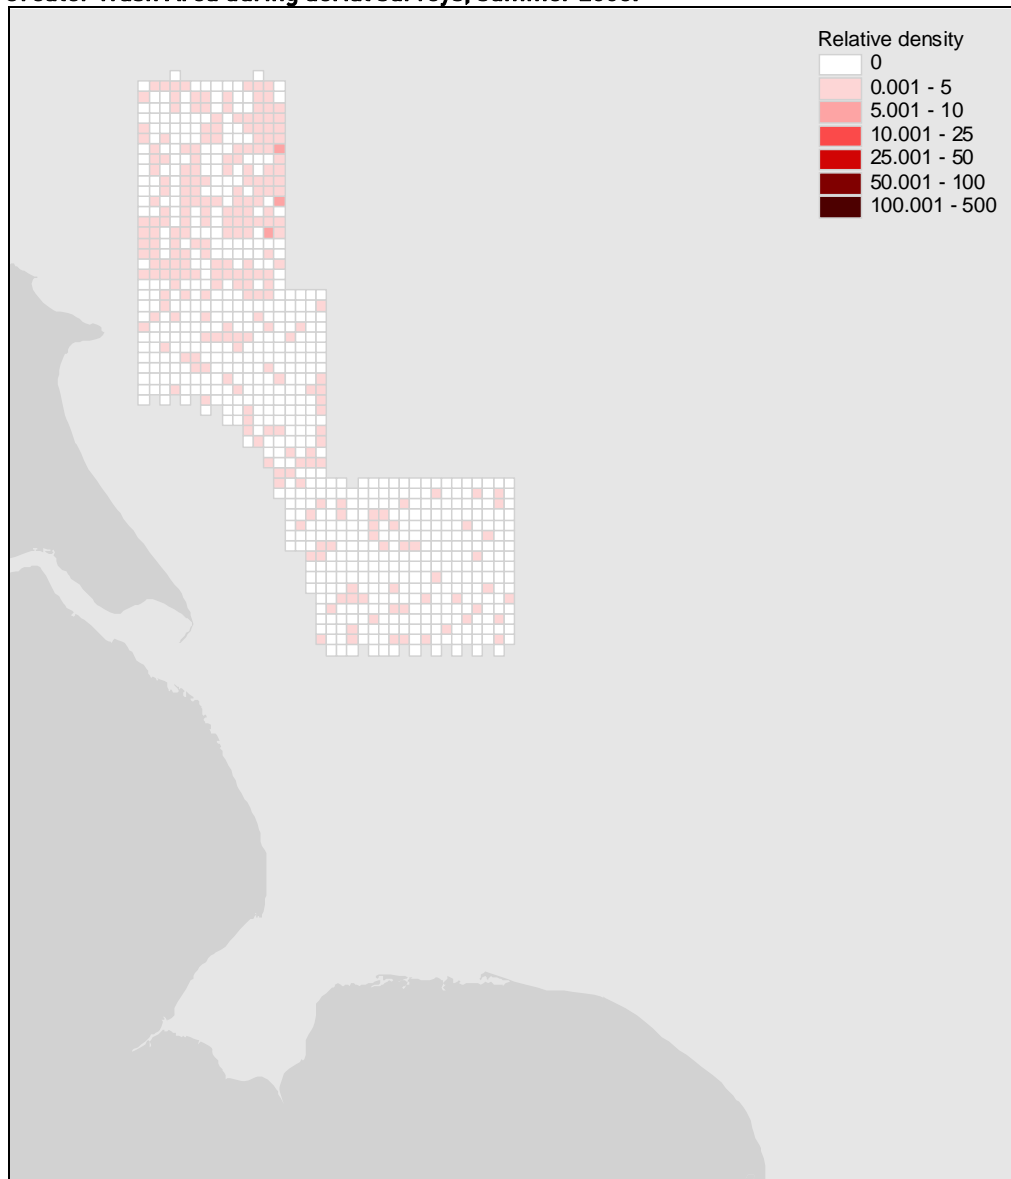 Greater Wash Area during aerial surveys, summer
Relative density
0
0.001 - 5
5.001 - 10
10.001 - 25
25.001 - 50
50.001 - 100
100.001 - 500